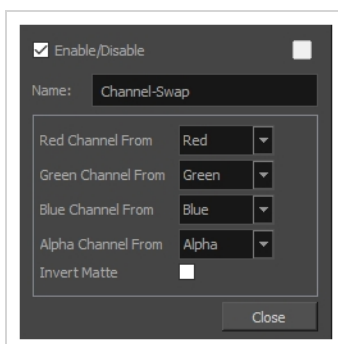 Enable/Disable
Name: Channel-Swap
Red Channel From Red
Green Channel From Green
Blue Channel From Blue
Alpha Channel From Alpha
Invert Matte
Close